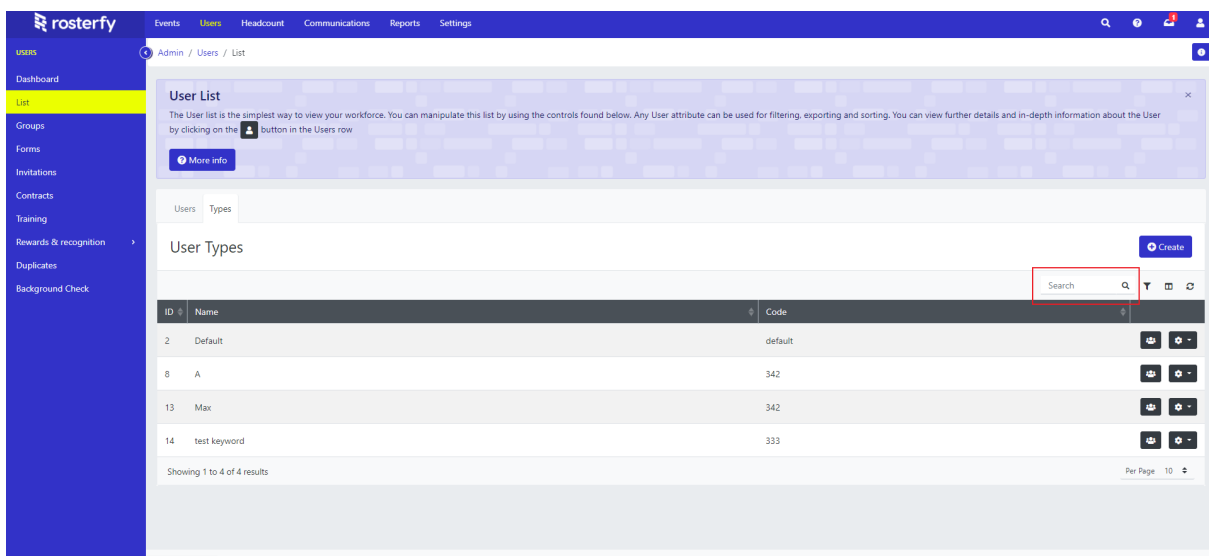 rosterfy
Events Users Headcount Communications Reports Settings
1
USERS
Admin / Users / List
Dashboard
List
Groups
Forms
Invitations
Contracts
Training
Rewards & recognition
Duplicates
Background Check
User List
The User list is the simplest way to view your workforce. You can manipulate this list by using the controls found below. Any User attribute can be used for filtering, exporting and sorting. You can view further details and in-depth information about the User
by clicking on the button in the Users row
More info
Users Types
User Types
Create
Search
ID Name Code
2 Default default
8 A 342
13 Max 342
14 test keyword 333
Showing 1 to 4 of 4 results
Per Page 10